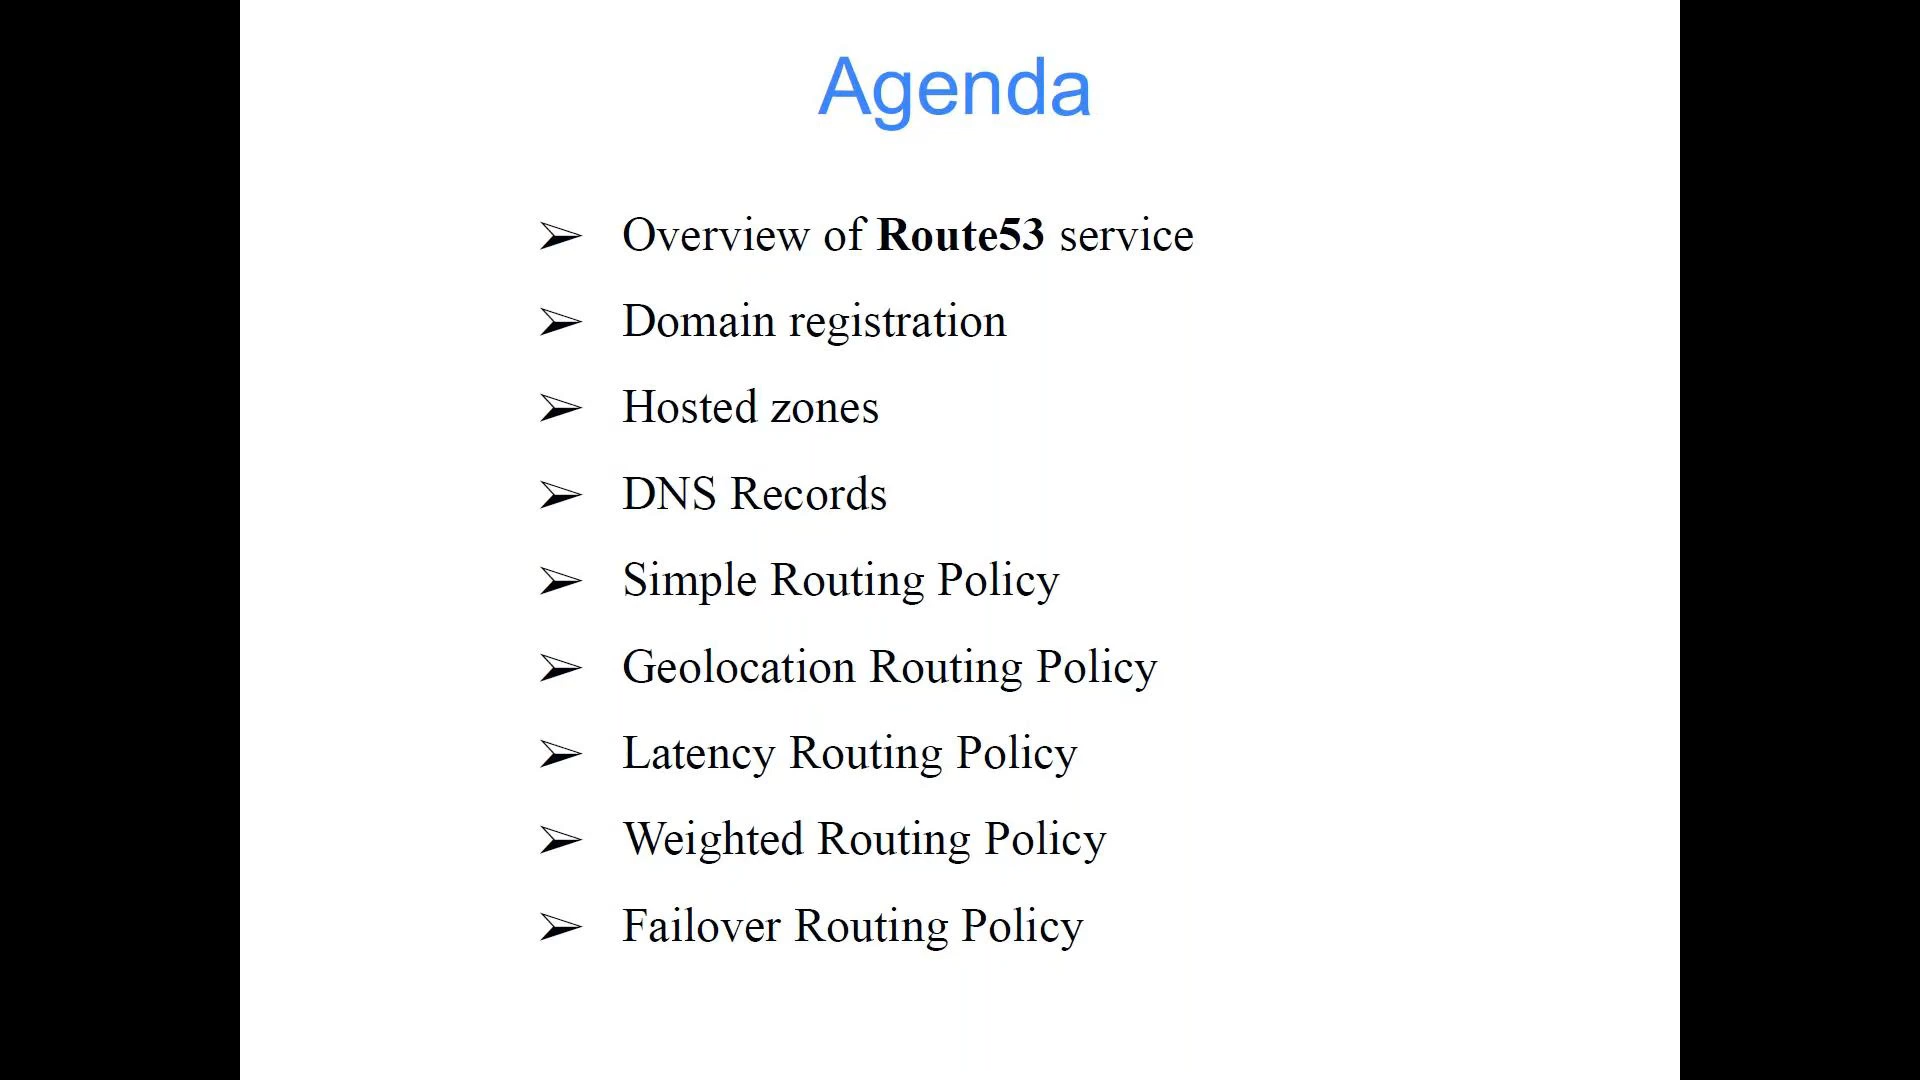 Agenda
➢ Overview of Route53 service
➢ Domain registration
➢ Hosted zones
➢ DNS Records
➢ Simple Routing Policy
➢ Geolocation Routing Policy
➢ Latency Routing Policy
➢ Weighted Routing Policy
➢ Failover Routing Policy